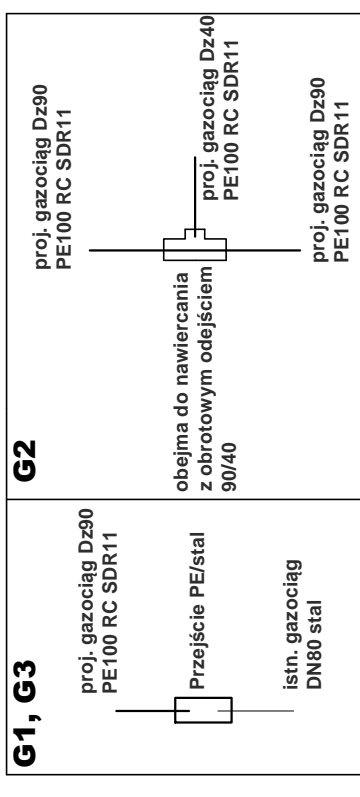 G1, G3
proj. gazociąg Dz90
PE100 RC SDR11
Przejście PE/stal
istn. gazociąg
DN80 stal
G2
proj. gazociąg Dz90
PE100 RC SDR11
obejma do nawiercania
z obrotowym odejściem
90/40
proj. gazociąg Dz40
PE100 RC SDR11
proj. gazociąg Dz90
PE100 RC SDR11